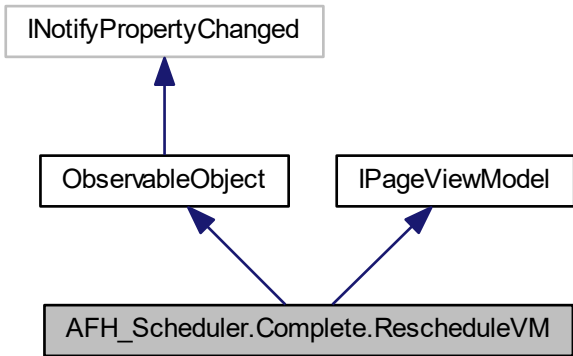 INotifyPropertyChanged
ObservableObject
IPageViewModel
AFH_Scheduler.Complete.RescheduleVM